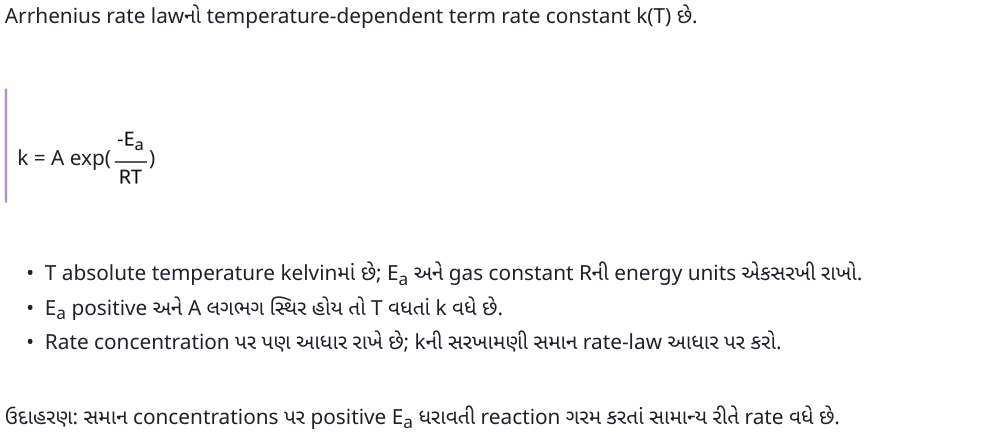 Arrhenius rate lawનો temperature-dependent term rate constant k(T) છે.
k = A exp(-Ea/RT)
• T absolute temperature kelvinમાં છે; Ea અને gas constant Rની energy units એકસરખી રાખો.
• Ea positive અને A લગભગ સ્થિર હોય તો T વધતાં k વધે છે.
• Rate concentration પર પણ આધાર રાખે છે; kની સરખામણી સમાન rate-law આધાર પર કરો.
ઉદાહરણ: સમાન concentrations પર positive Ea ધરાવતી reaction ગરમ કરતાં સામાન્ય રીતે rate વધે છે.